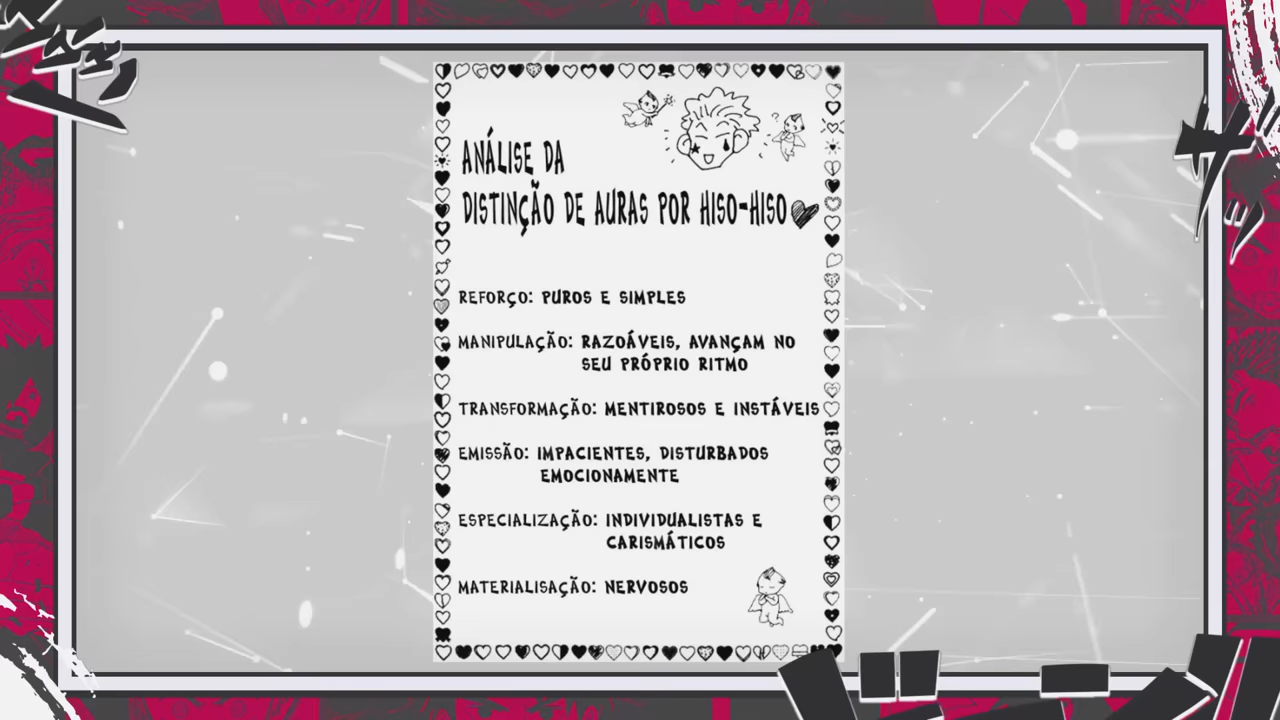 ANÁLISE DA
DISTINÇÃO DE AURAS POR HISO-HISO
REFORÇO: PUROS E SIMPLES
MANIPULAÇÃO: RAZOÁVEIS, AVANÇAM NO
SEU PRÓPRIO RITMO
TRANSFORMAÇÃO: MENTIROSOS E INSTÁVEIS
EMISSÃO: IMPACIENTES, DISTURBADOS
EMOCIONAMENTE
ESPECIALIZAÇÃO: INDIVIDUALISTAS E
CARISMÁTICOS
MATERIALISAÇÃO: NERVOSOS